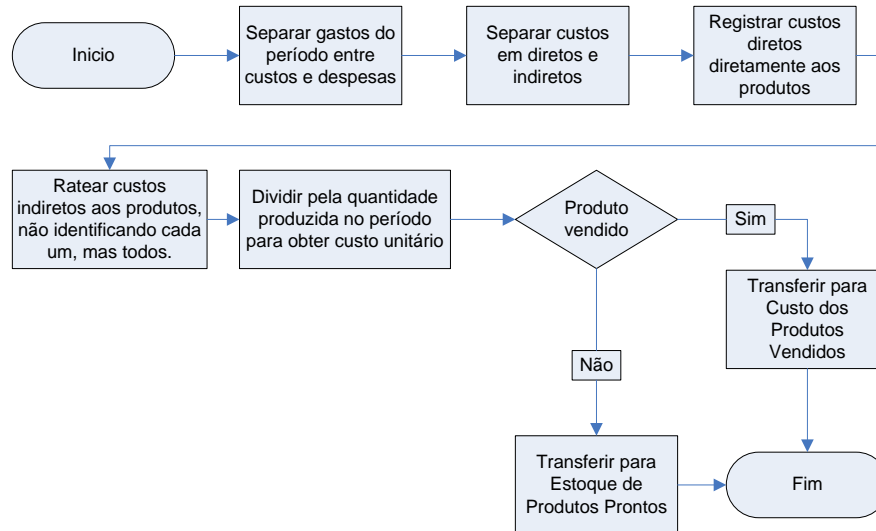 Inicio
Separar gastos do
período entre
custos e despesas
Separar custos
em diretos e
indiretos
Registrar custos
diretos
diretamente aos
produtos
Ratear custos
indiretos aos produtos,
não identificando cada
um, mas todos.
Dividir pela quantidade
produzida no período
para obter custo unitário
Produto
vendido
Sim
Transferir para
Custo dos
Produtos
Vendidos
Não
Transferir para
Estoque de
Produtos Prontos
Fim